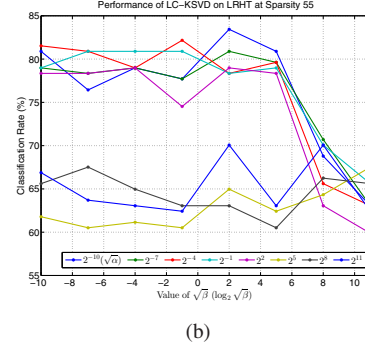 Performance of LC−KSVD on LRHT at Sparsity 55
85
80
75
70
65
60
55
Classification Rate (%)
−10 −8 −6 −4 −2 0 2 4 6 8 10
2^−10(√α) 2^−7 2^−4 2^−1 2^2 2^5 2^8 2^11
Value of √β (log₂ √β)
(b)